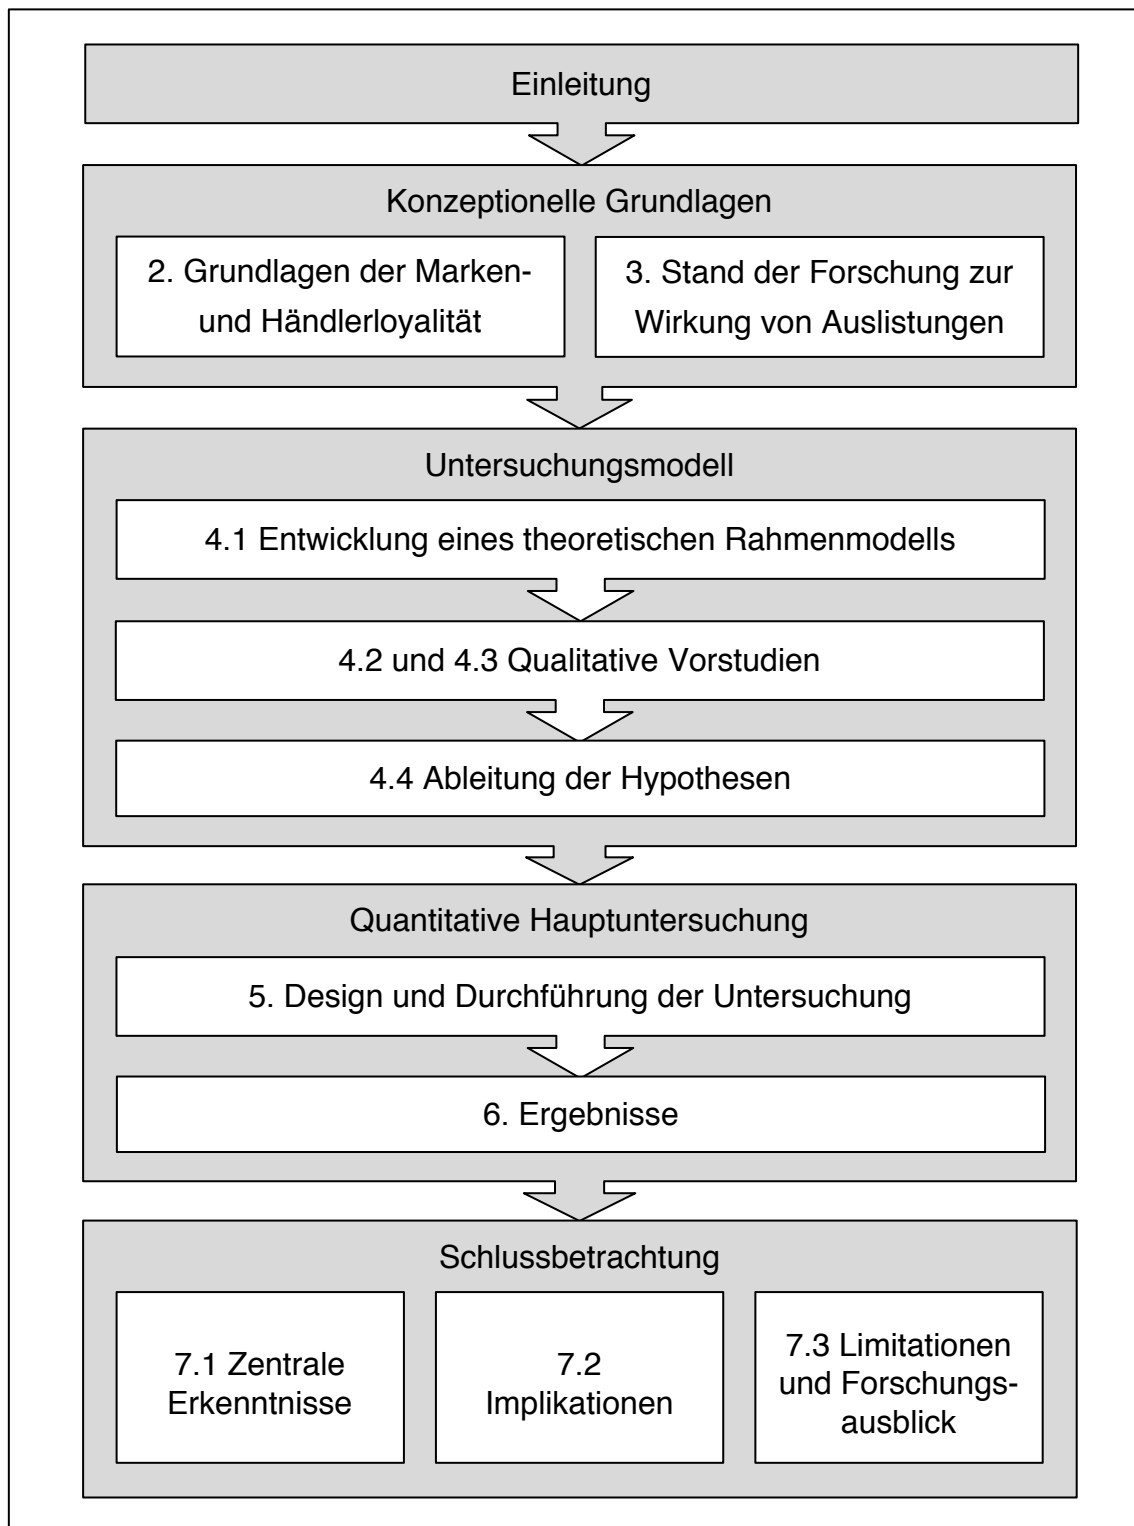 Einleitung
Konzeptionelle Grundlagen
2. Grundlagen der Marken-
und Händlerloyalität
3. Stand der Forschung zur
Wirkung von Auslistungen
Untersuchungsmodell
4.1 Entwicklung eines theoretischen Rahmenmodells
4.2 und 4.3 Qualitative Vorstudien
4.4 Ableitung der Hypothesen
Quantitative Hauptuntersuchung
5. Design und Durchführung der Untersuchung
6. Ergebnisse
Schlussbetrachtung
7.1 Zentrale
Erkenntnisse
7.2
Implikationen
7.3 Limitationen
und Forschungs-
ausblick